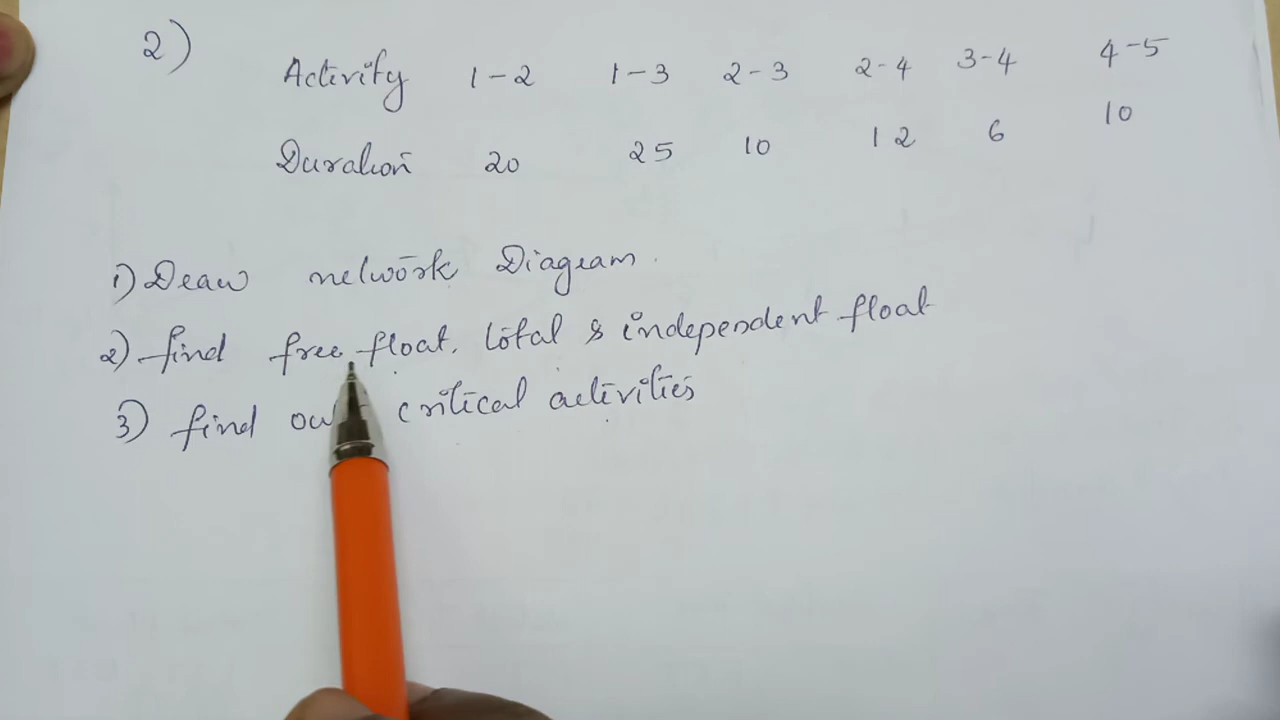 2)
Activity 1-2 1-3 2-3 2-4 3-4 4-5
Duration 20 25 10 12 6 10
1) Draw network Diagram.
2) find free float, total & independent float
3) find out critical activities